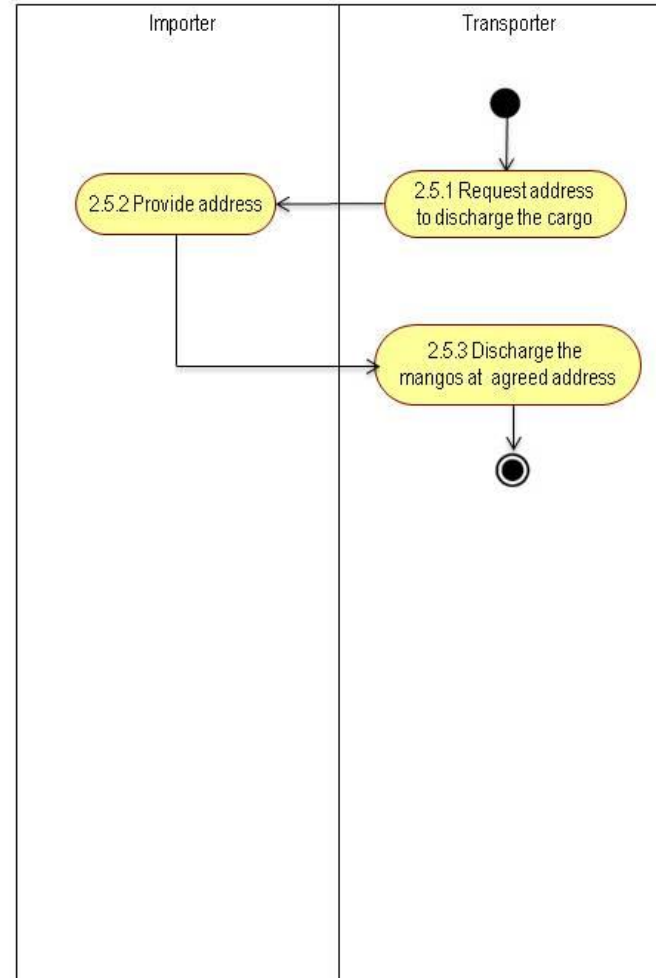 Importer
Transporter
2.5.1 Request address
to discharge the cargo
2.5.2 Provide address
2.5.3 Discharge the
mangos at agreed address